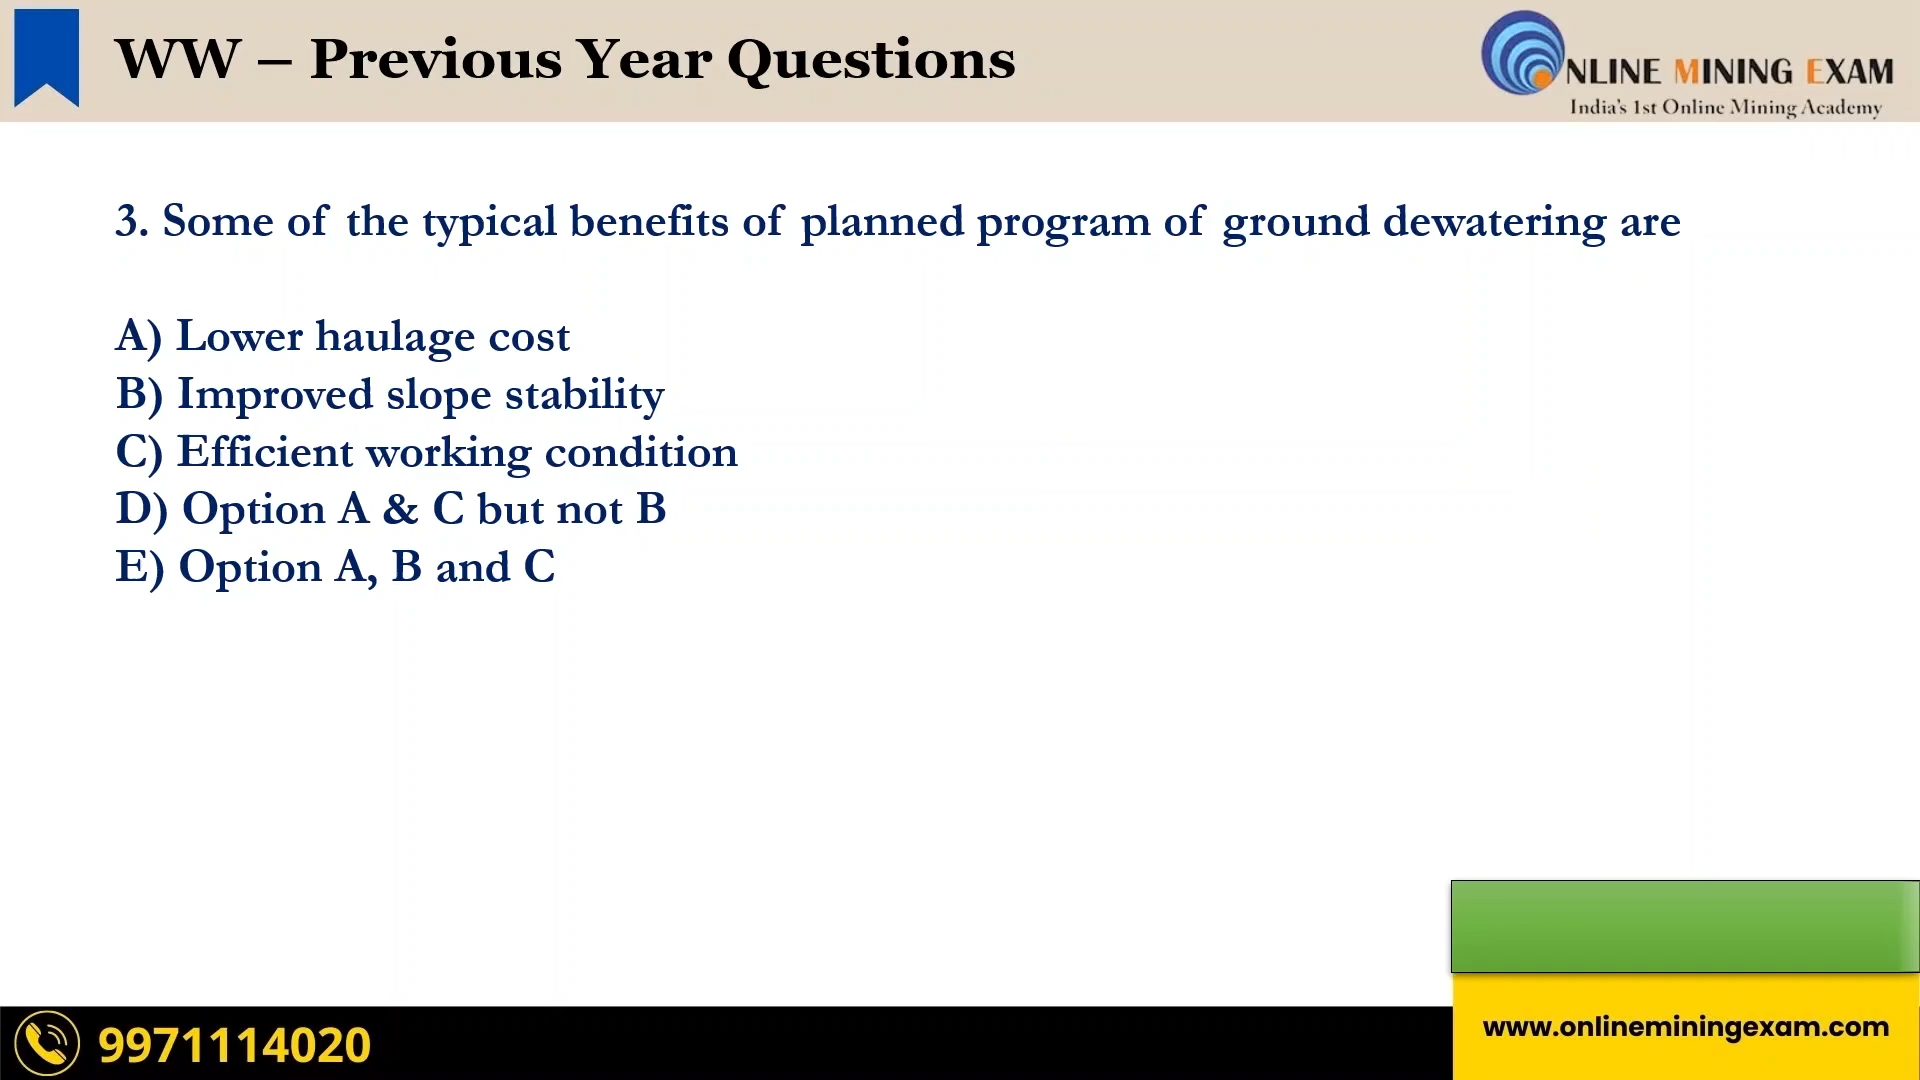 WW – Previous Year Questions
ONLINE MINING EXAM
India's 1st Online Mining Academy
3. Some of the typical benefits of planned program of ground dewatering are
A) Lower haulage cost
B) Improved slope stability
C) Efficient working condition
D) Option A & C but not B
E) Option A, B and C
9971114020
www.onlineminingexam.com